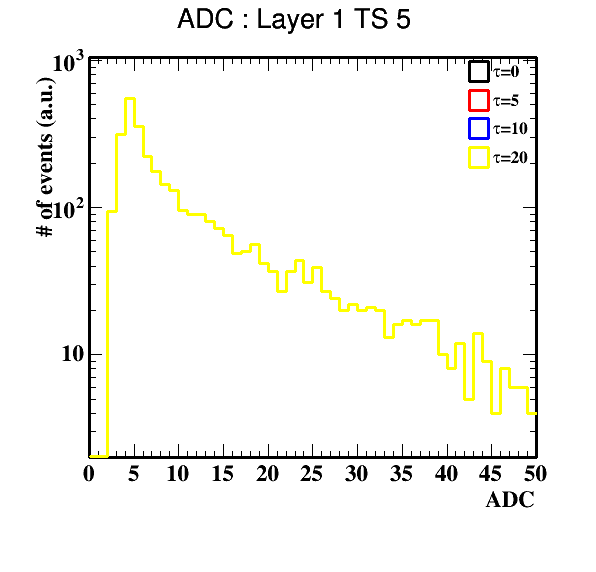 ADC : Layer 1 TS 5
# of events (a.u.)
10³
10²
10
τ=0
τ=5
τ=10
τ=20
0 5 10 15 20 25 30 35 40 45 50
ADC